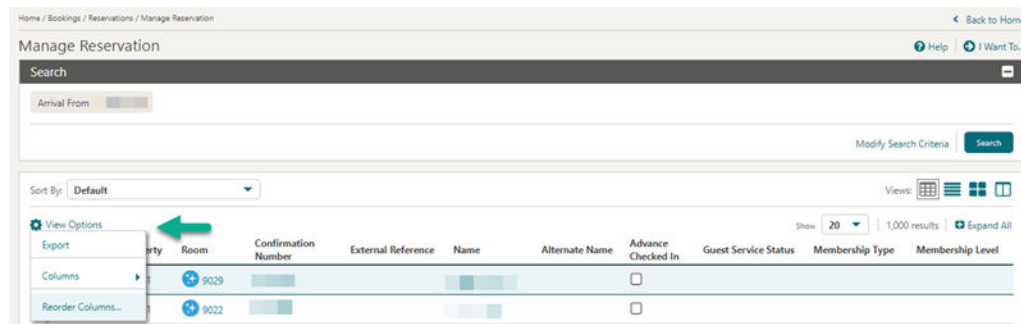 Home / Bookings / Reservations / Manage Reservation
Back to Hom
Manage Reservation
Help
I Want To.
Search
Arrival From
Modify Search Criteria
Search
Sort By: Default
Views:
View Options
Show 20 1,000 results Expand All
Export
Columns
Reorder Columns...
erty Room Confirmation Number External Reference Name Alternate Name Advance Checked In Guest Service Status Membership Type Membership Level
9029
9022